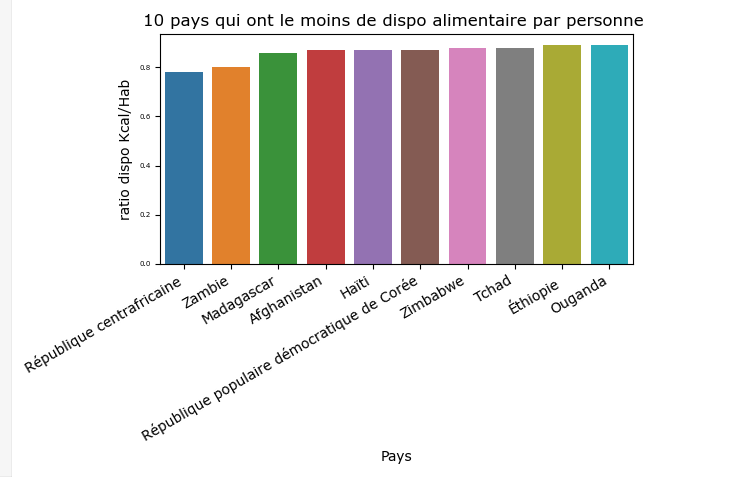 10 pays qui ont le moins de dispo alimentaire par personne
ratio dispo Kcal/Hab
0.8
0.6
0.4
0.2
0.0
République centrafricaine
Zambie
Madagascar
Afghanistan
Haïti
République populaire démocratique de Corée
Zimbabwe
Tchad
Éthiopie
Ouganda
Pays